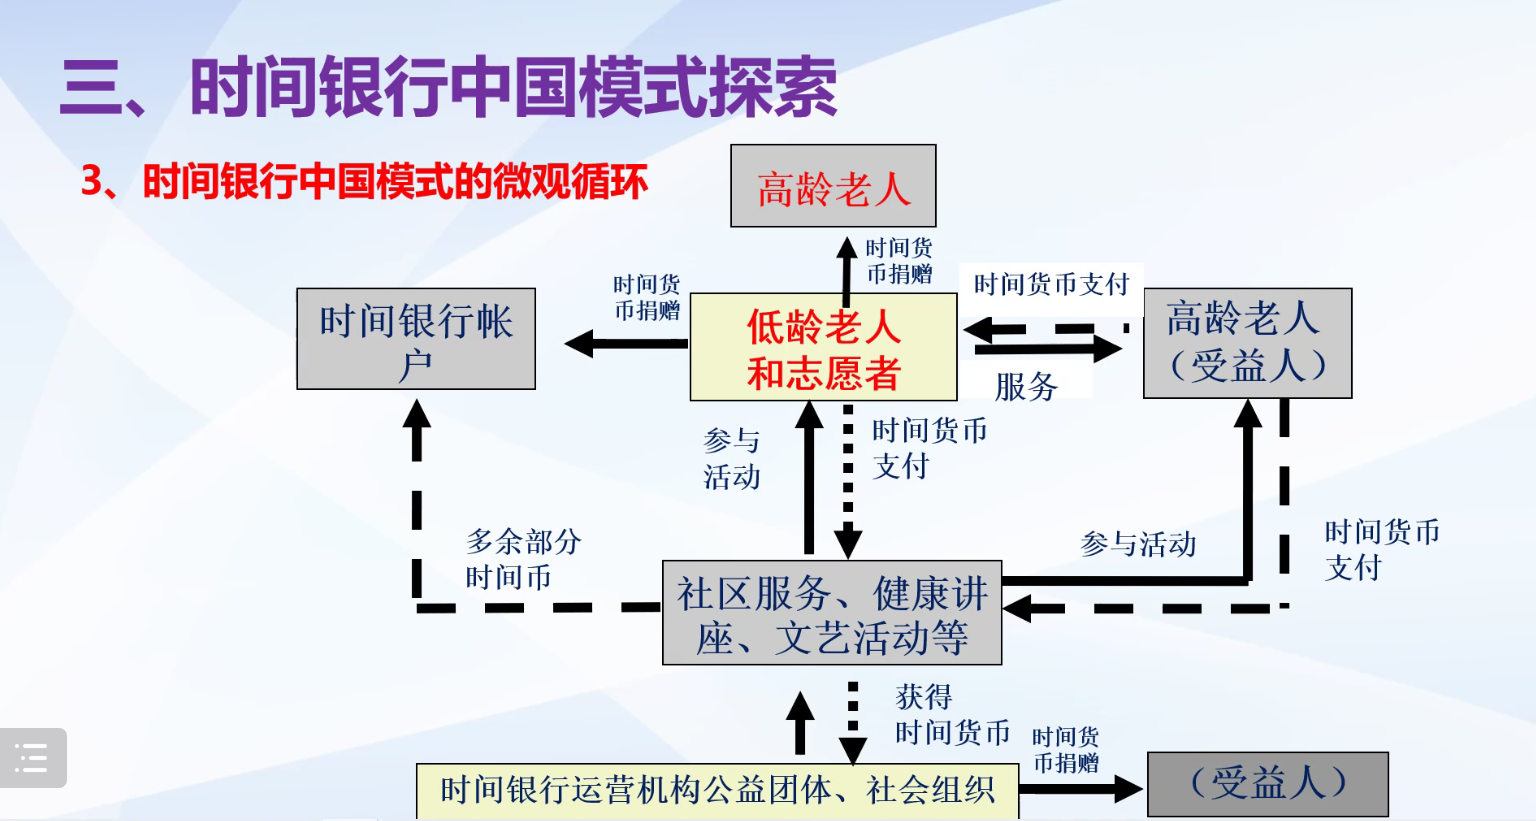 三、时间银行中国模式探索
3、时间银行中国模式的微观循环
高龄老人
时间货
币捐赠
时间货
币捐赠
时间货币支付
时间银行帐
户
低龄老人
和志愿者
高龄老人
（受益人）
服务
参与
活动
时间货币
支付
多余部分
时间币
参与活动
时间货币
支付
社区服务、健康讲
座、文艺活动等
获得
时间货币
时间货
币捐赠
时间银行运营机构公益团体、社会组织
（受益人）